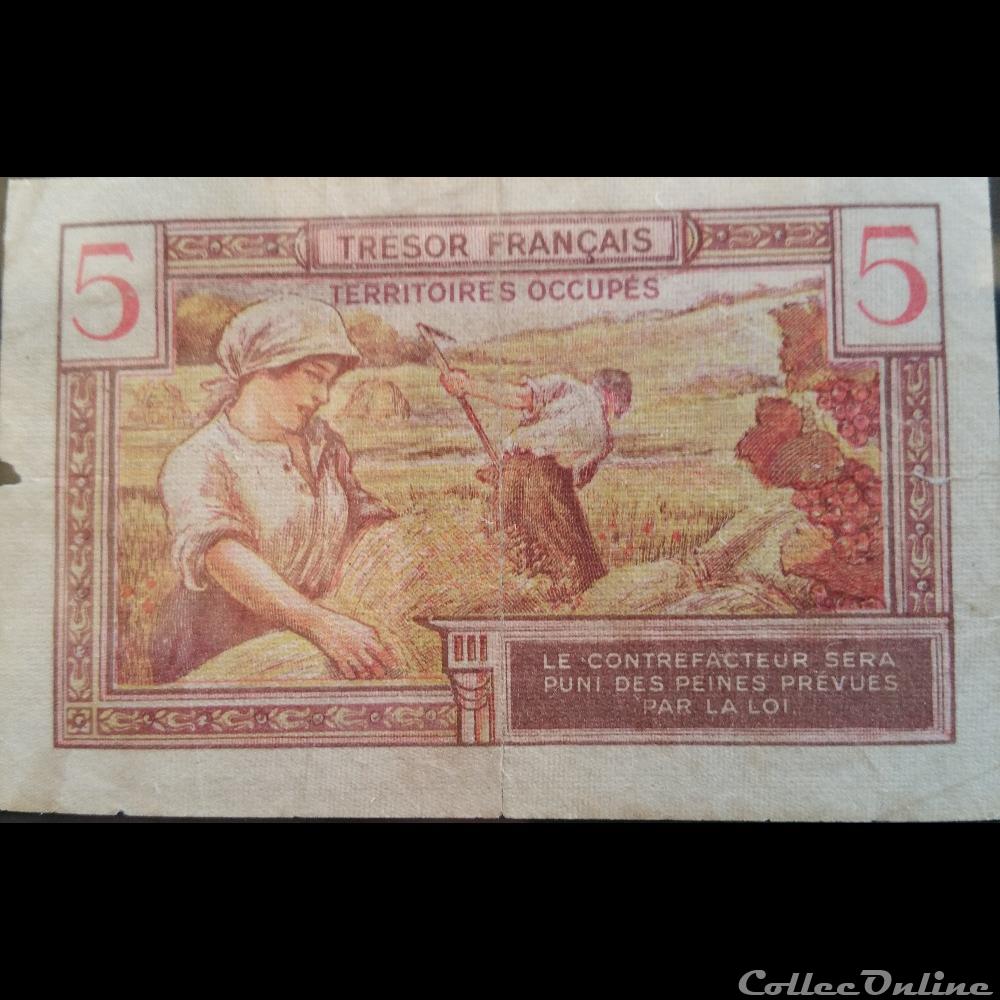 5
TRESOR FRANÇAIS
5
TERRITOIRES OCCUPÉS
LE CONTREFACTEUR SERA
PUNI DES PEINES PRÉVUES
PAR LA LOI
CollecOnline